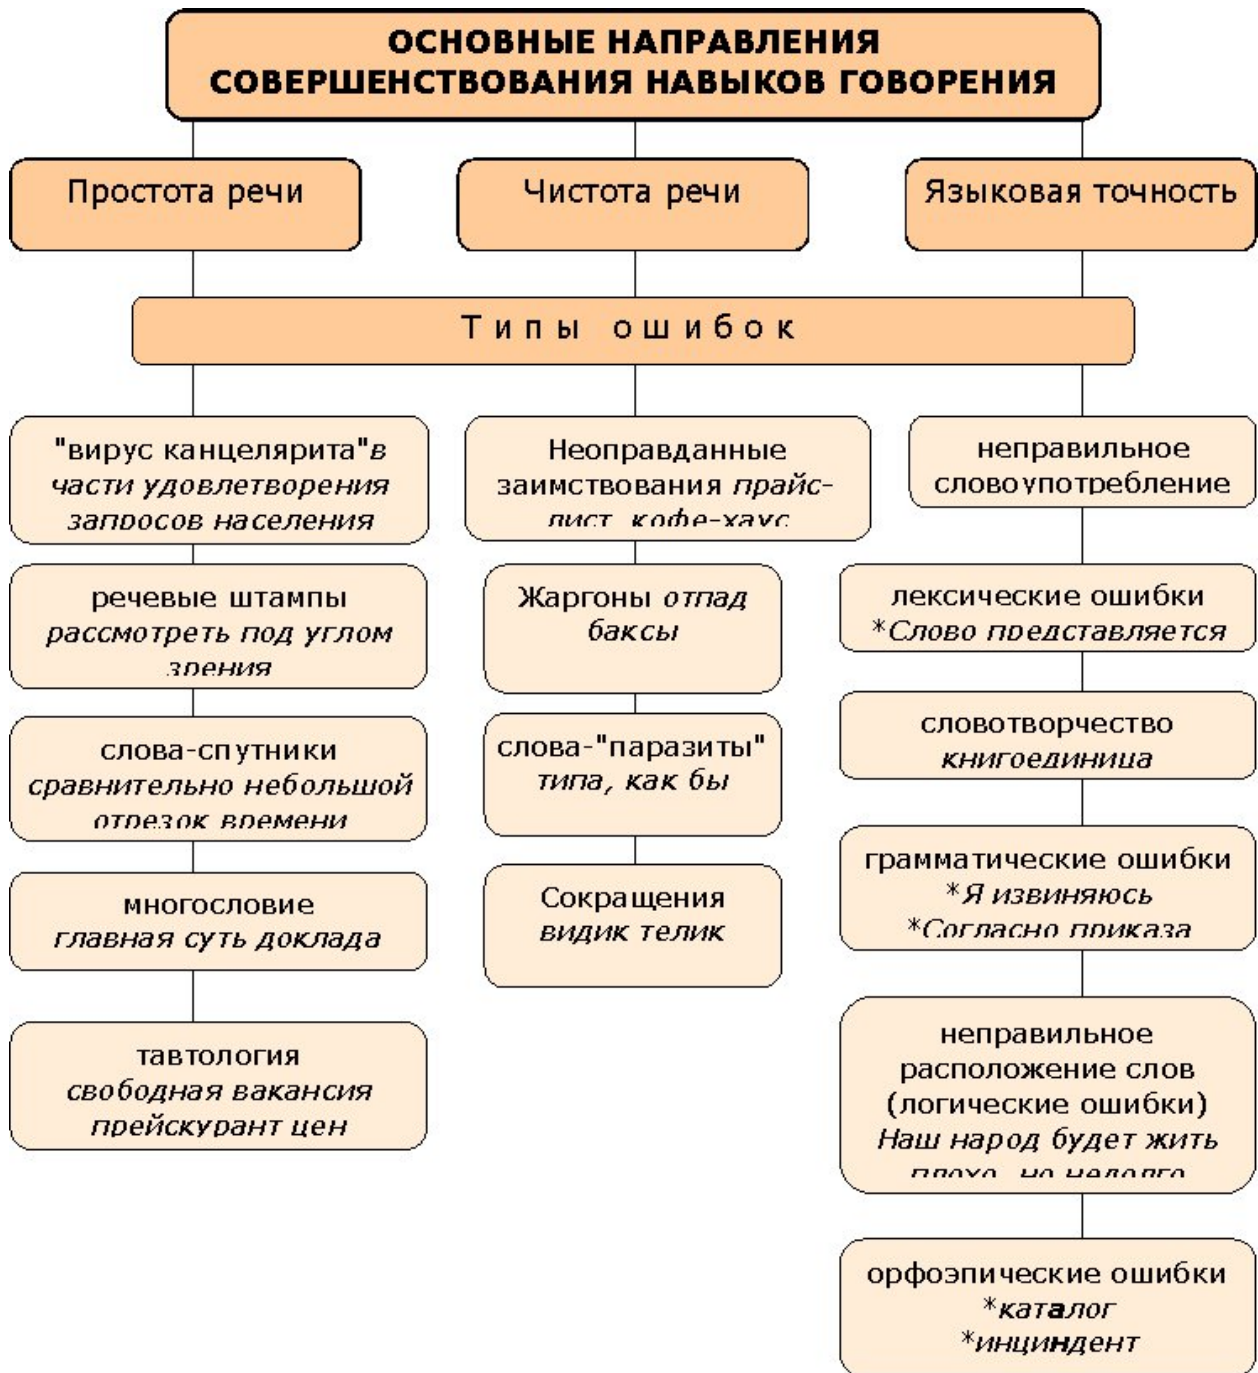 ОСНОВНЫЕ НАПРАВЛЕНИЯ
СОВЕРШЕНСТВОВАНИЯ НАВЫКОВ ГОВОРЕНИЯ
Простота речи
Чистота речи
Языковая точность
Типы ошибок
"вирус канцелярита"в
части удовлетворения
запросов населения
речевые штампы
рассмотреть под углом
зрения
слова-спутники
сравнительно небольшой
отрезок времени
многословие
главная суть доклада
тавтология
свободная вакансия
прейскурант цен
Неоправданные
заимствования прайс-
лист, кофе-хаус
Жаргоны отпад
баксы
слова-"паразиты"
типа, как бы
Сокращения
видик телик
неправильное
словоупотребление
лексические ошибки
*Слово представляется
словотворчество
книгоединица
грамматические ошибки
*Я извиняюсь
*Согласно приказа
неправильное
расположение слов
(логические ошибки)
Наш народ будет жить
плохо, но недолго
орфоэпические ошибки
*каталог
*инциндент